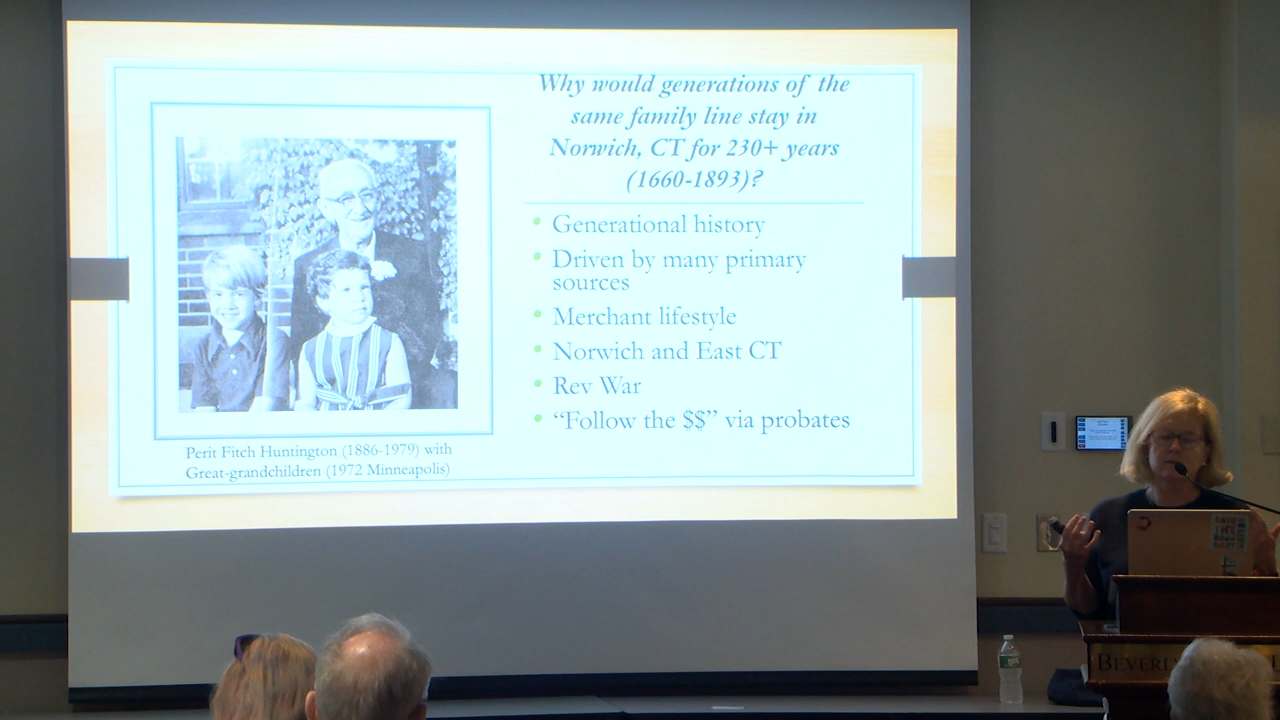 Why would generations of the
same family line stay in
Norwich, CT for 230+ years
(1660-1893)?
• Generational history
• Driven by many primary
sources
• Merchant lifestyle
• Norwich and East CT
• Rev War
• “Follow the $$” via probates
Perit Fitch Huntington (1886-1979) with
Great-grandchildren (1972 Minneapolis)